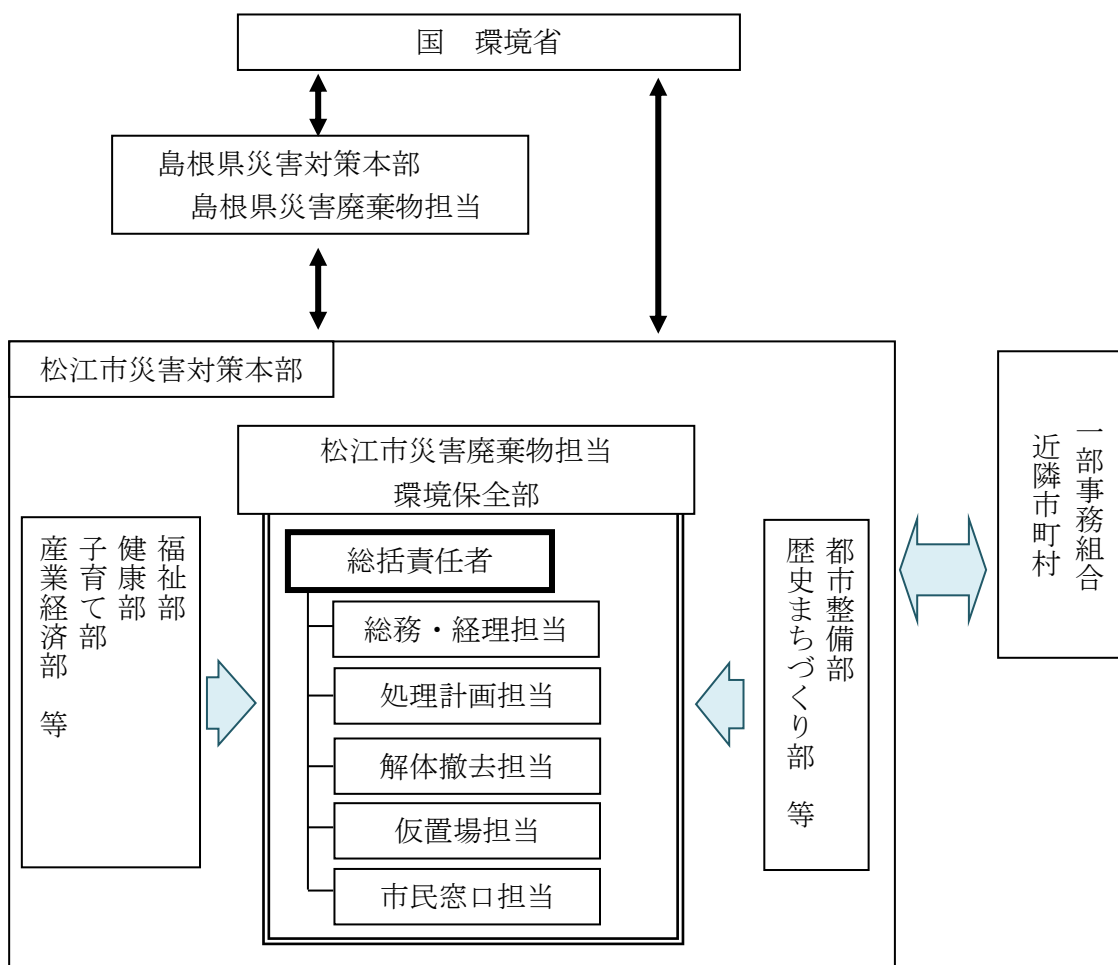 国　環境省
島根県災害対策本部
島根県災害廃棄物担当
松江市災害対策本部
松江市災害廃棄物担当
環境保全部
総括責任者
総務・経理担当
処理計画担当
解体撤去担当
仮置場担当
市民窓口担当
福祉部
健康部
子育て部
産業経済部　等
都市整備部
歴史まちづくり部　等
一部事務組合
近隣市町村